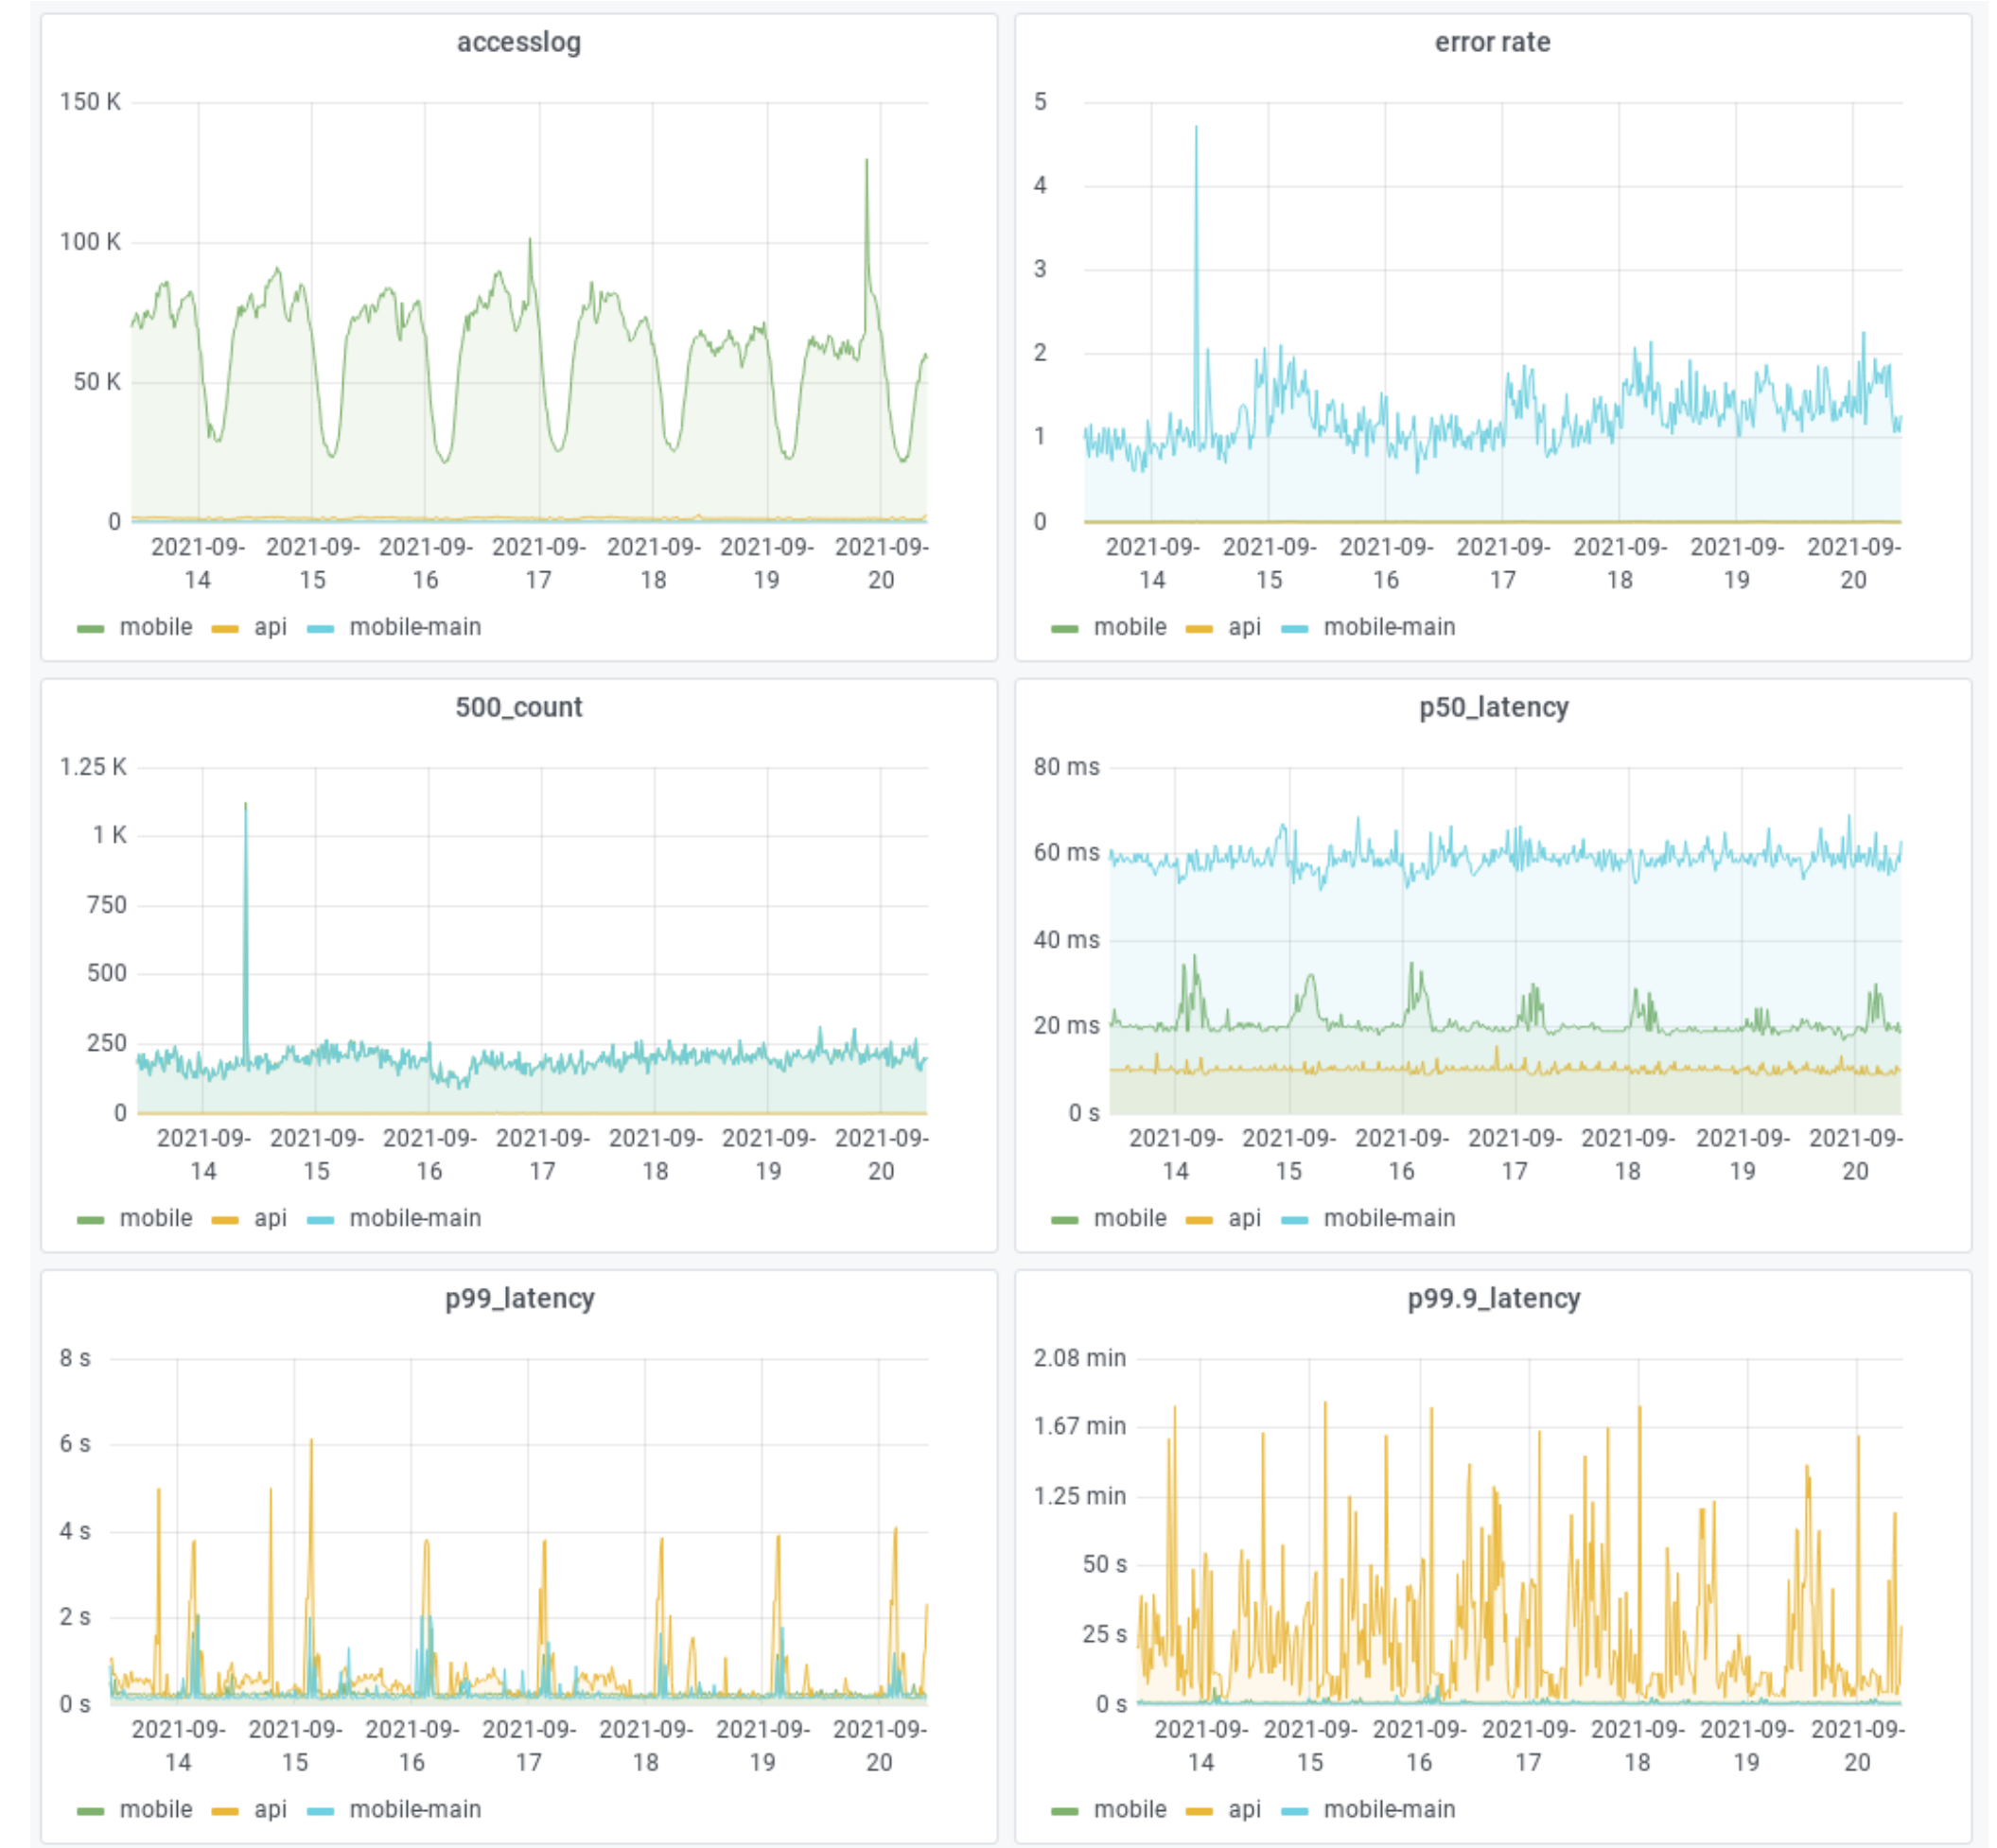 accesslog
150 K
100 K
50 K
0
2021-09-14 2021-09-15 2021-09-16 2021-09-17 2021-09-18 2021-09-19 2021-09-20
mobile api mobile-main
error rate
5
4
3
2
1
0
2021-09-14 2021-09-15 2021-09-16 2021-09-17 2021-09-18 2021-09-19 2021-09-20
mobile api mobile-main
500_count
1.25 K
1 K
750
500
250
0
2021-09-14 2021-09-15 2021-09-16 2021-09-17 2021-09-18 2021-09-19 2021-09-20
mobile api mobile-main
p50_latency
80 ms
60 ms
40 ms
20 ms
0 s
2021-09-14 2021-09-15 2021-09-16 2021-09-17 2021-09-18 2021-09-19 2021-09-20
mobile api mobile-main
p99_latency
8 s
6 s
4 s
2 s
0 s
2021-09-14 2021-09-15 2021-09-16 2021-09-17 2021-09-18 2021-09-19 2021-09-20
mobile api mobile-main
p99.9_latency
2.08 min
1.67 min
1.25 min
50 s
25 s
0 s
2021-09-14 2021-09-15 2021-09-16 2021-09-17 2021-09-18 2021-09-19 2021-09-20
mobile api mobile-main